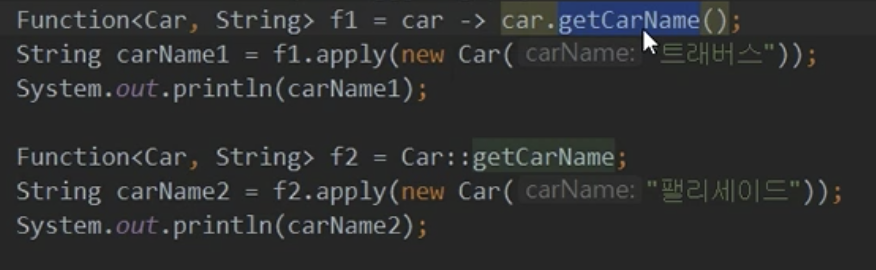 Function<Car, String> f1 = car -> car.getCarName();
String carName1 = f1.apply(new Car( carName: "트래버스"));
System.out.println(carName1);
Function<Car, String> f2 = Car::getCarName;
String carName2 = f2.apply(new Car( carName: "팰리세이드"));
System.out.println(carName2);